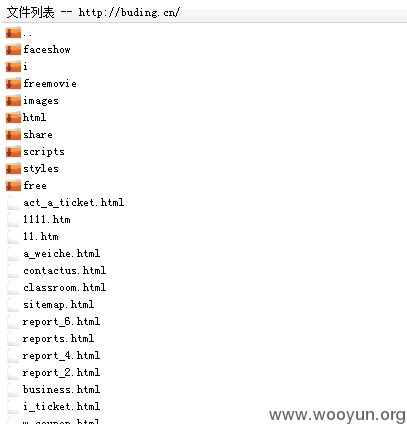 文件列表 -- http://buding.cn/
..
faceshow
i
freemovie
images
html
share
scripts
styles
free
act_a_ticket.html
1111.htm
11.htm
a_weiche.html
contactus.html
classroom.html
sitemap.html
report_6.html
reports.html
report_4.html
report_2.html
business.html
i_ticket.html
www.wooyun.org